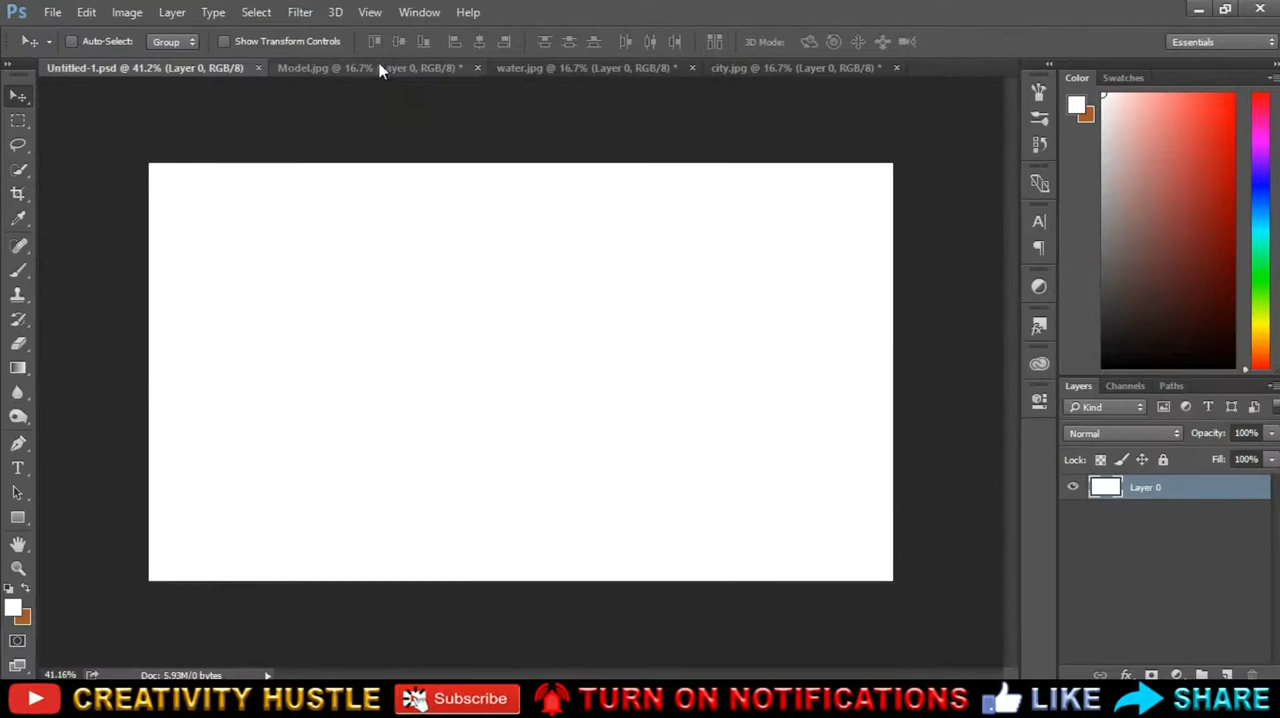 Ps File Edit Image Layer Type Select Filter 3D View Window Help
Auto-Select: Group Show Transform Controls 3D Mode: Essentials
Untitled-1.psd @ 41.2% (Layer 0, RGB/8) × Model.jpg @ 16.7% (Layer 0, RGB/8) * × water.jpg @ 16.7% (Layer 0, RGB/8) * × city.jpg @ 16.7% (Layer 0, RGB/8) * ×
Color Swatches
Layers Channels Paths
Kind
Normal Opacity: 100%
Lock: Fill: 100%
Layer 0
41.16% Doc: 5.93M/0 bytes
CREATIVITY HUSTLE Subscribe TURN ON NOTIFICATIONS LIKE SHARE